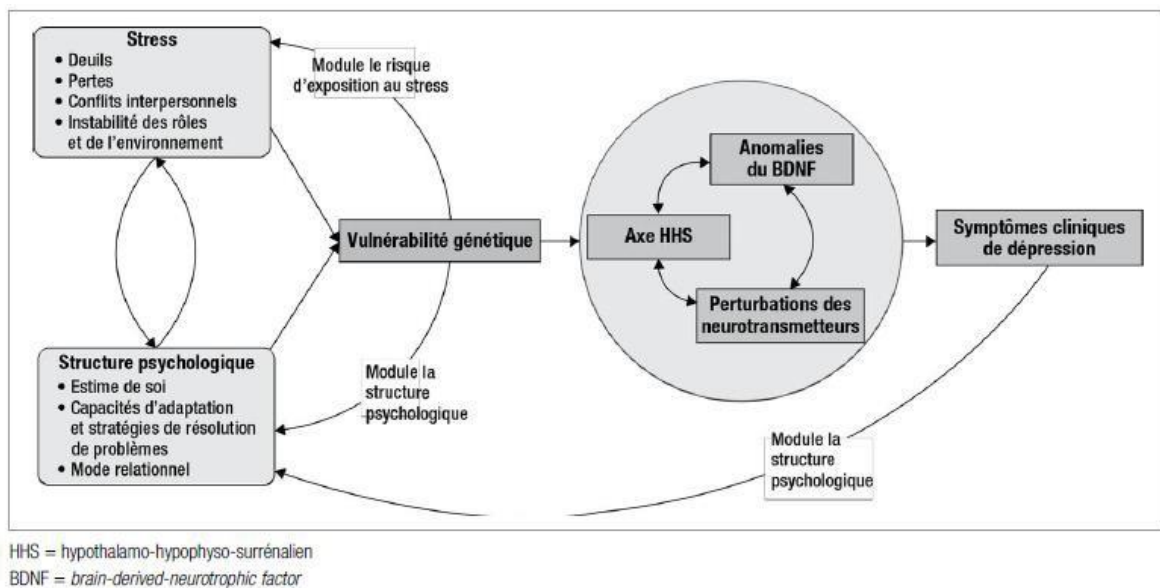 Stress
• Deuils
• Pertes
• Conflits interpersonnels
• Instabilité des rôles
et de l'environnement
Module le risque
d'exposition au stress
Vulnérabilité génétique
Structure psychologique
• Estime de soi
• Capacités d'adaptation
et stratégies de résolution
de problèmes
• Mode relationnel
Module la
structure
psychologique
Anomalies
du BDNF
Axe HHS
Perturbations des
neurotransmetteurs
Symptômes cliniques
de dépression
Module la
structure
psychologique
HHS = hypothalamo-hypophyso-surrénalien
BDNF = brain-derived-neurotrophic factor